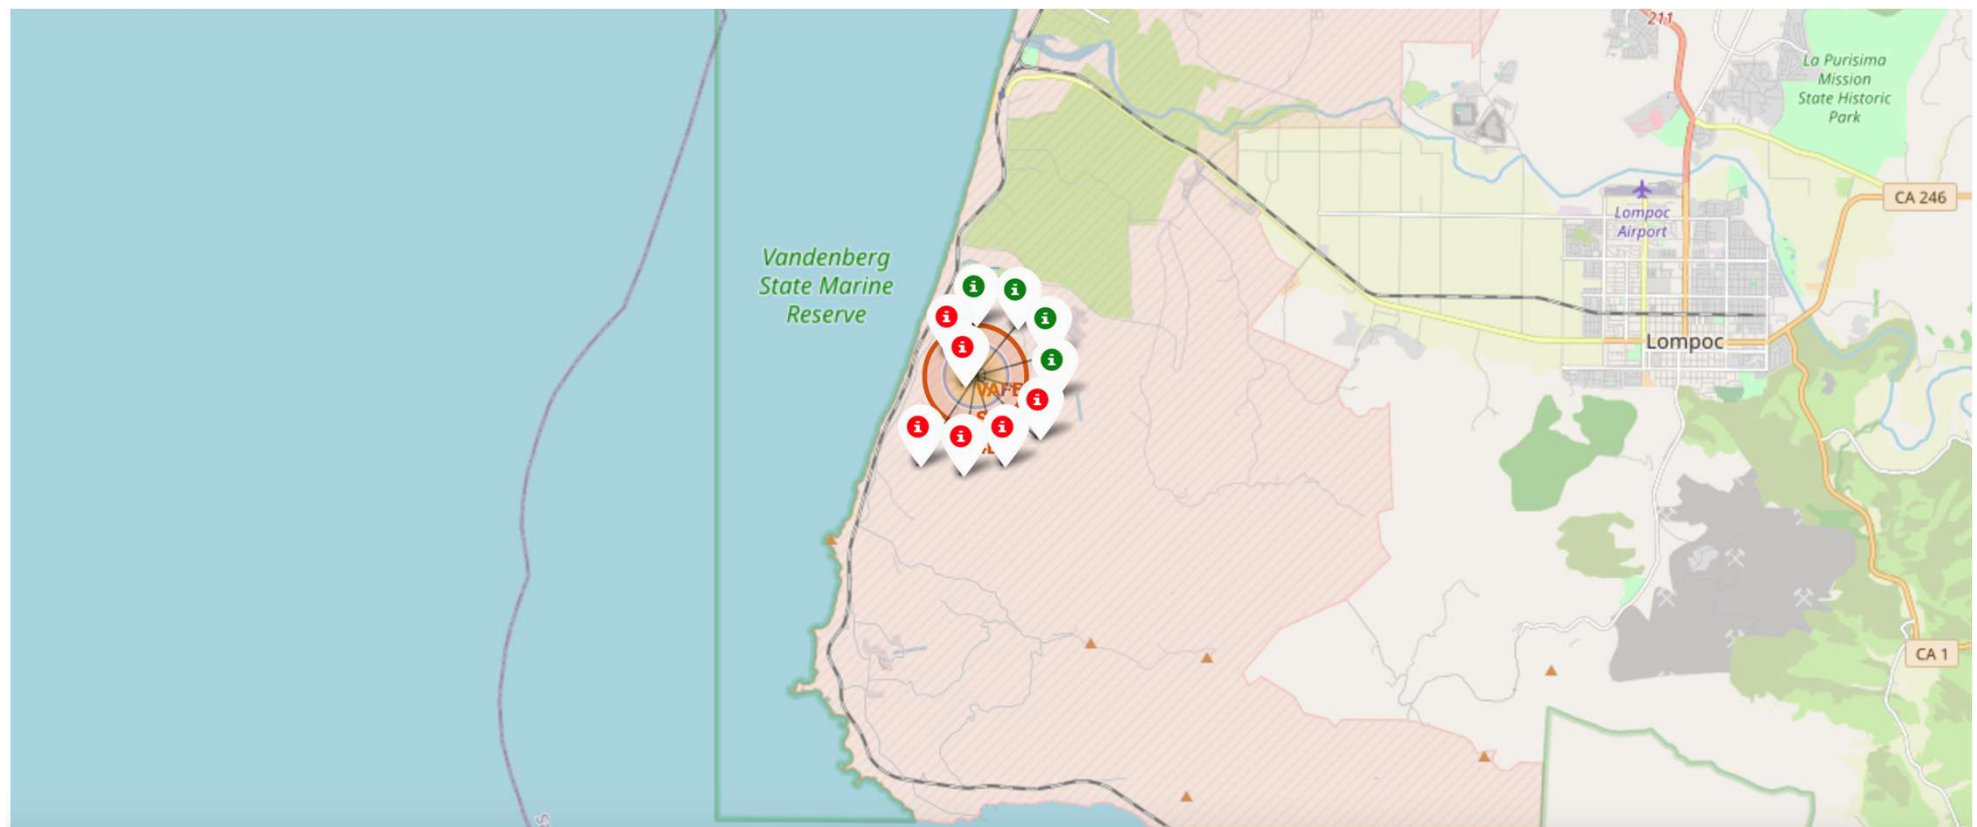 211
La Purisima
Mission
State Historic
Park
CA 246
Lompoc
Airport
Vandenberg
State Marine
Reserve
Lompoc
CA 1